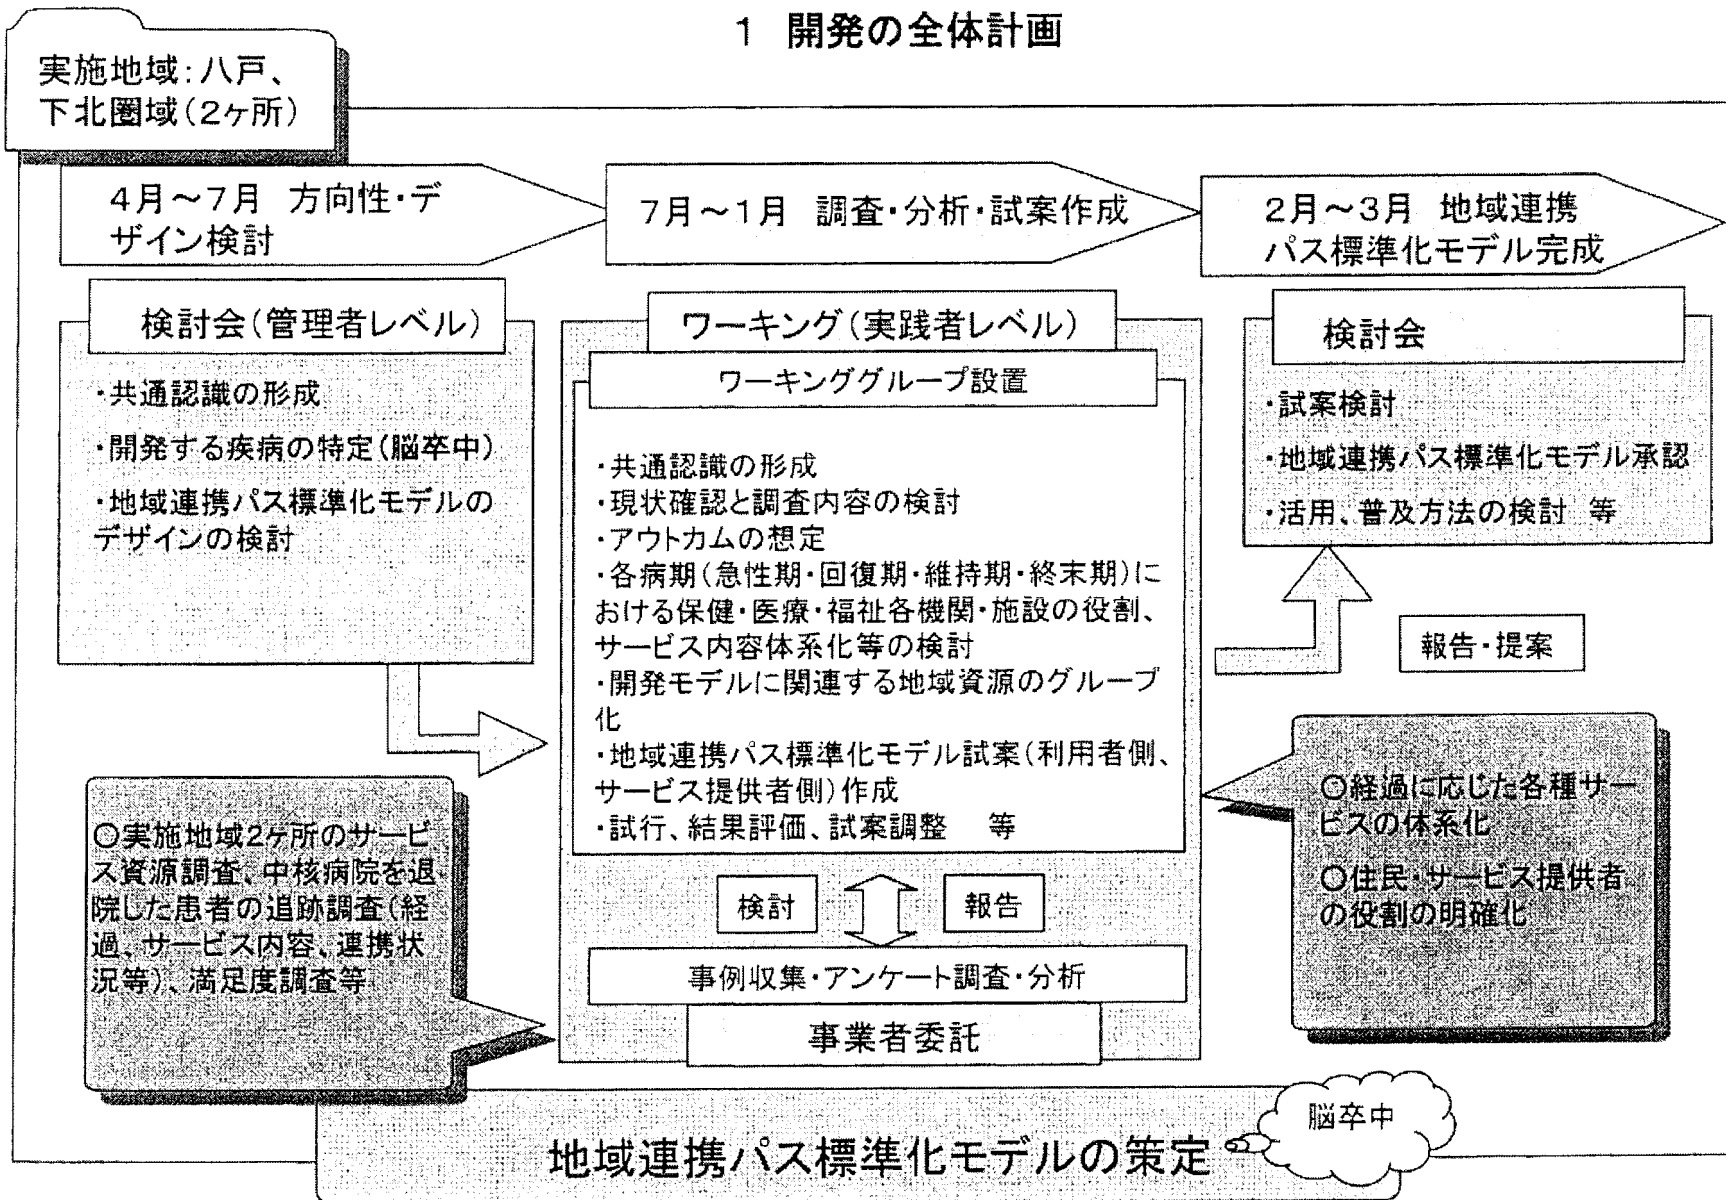 1 開発の全体計画
実施地域:八戸、
下北圏域(2ヶ所)
4月～7月 方向性・デ
ザイン検討
7月～1月 調査・分析・試案作成
2月～3月 地域連携
パス標準化モデル完成
検討会(管理者レベル)
・共通認識の形成
・開発する疾病の特定(脳卒中)
・地域連携パス標準化モデルの
デザインの検討
ワーキング(実践者レベル)
ワーキンググループ設置
・共通認識の形成
・現状確認と調査内容の検討
・アウトカムの想定
・各病期(急性期・回復期・維持期・終末期)に
おける保健・医療・福祉各機関・施設の役割、
サービス内容体系化等の検討
・開発モデルに関連する地域資源のグループ
化
・地域連携パス標準化モデル試案(利用者側、
サービス提供者側)作成
・試行、結果評価、試案調整 等
検討
報告
事例収集・アンケート調査・分析
事業者委託
検討会
・試案検討
・地域連携パス標準化モデル承認
・活用、普及方法の検討 等
報告・提案
○実施地域2ヶ所のサービ
ス資源調査、中核病院を退
院した患者の追跡調査(経
過、サービス内容、連携状
況等)、満足度調査等
○経過に応じた各種サー
ビスの体系化
○住民・サービス提供者
の役割の明確化
脳卒中
地域連携パス標準化モデルの策定